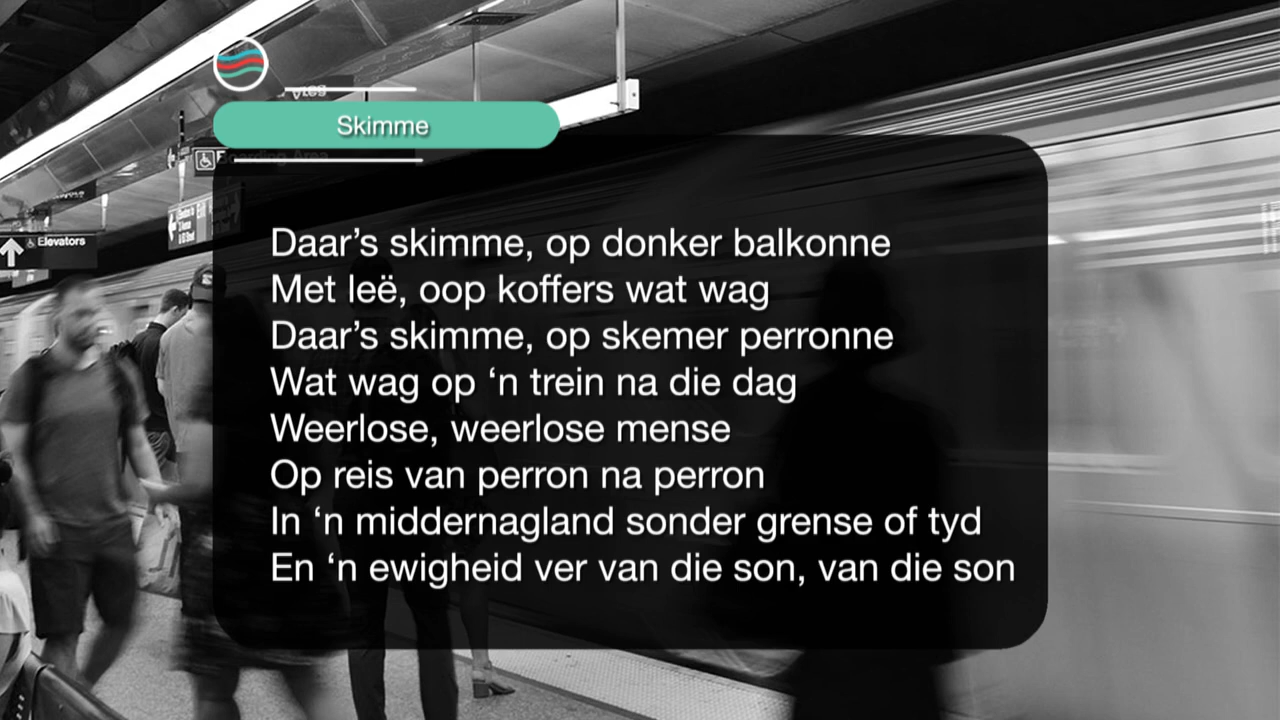 Skimme
Boarding Area
Elevators
Daar’s skimme, op donker balkonne
Met leë, oop koffers wat wag
Daar’s skimme, op skemer perronne
Wat wag op ‘n trein na die dag
Weerlose, weerlose mense
Op reis van perron na perron
In ‘n middernagland sonder grense of tyd
En ‘n ewigheid ver van die son, van die son